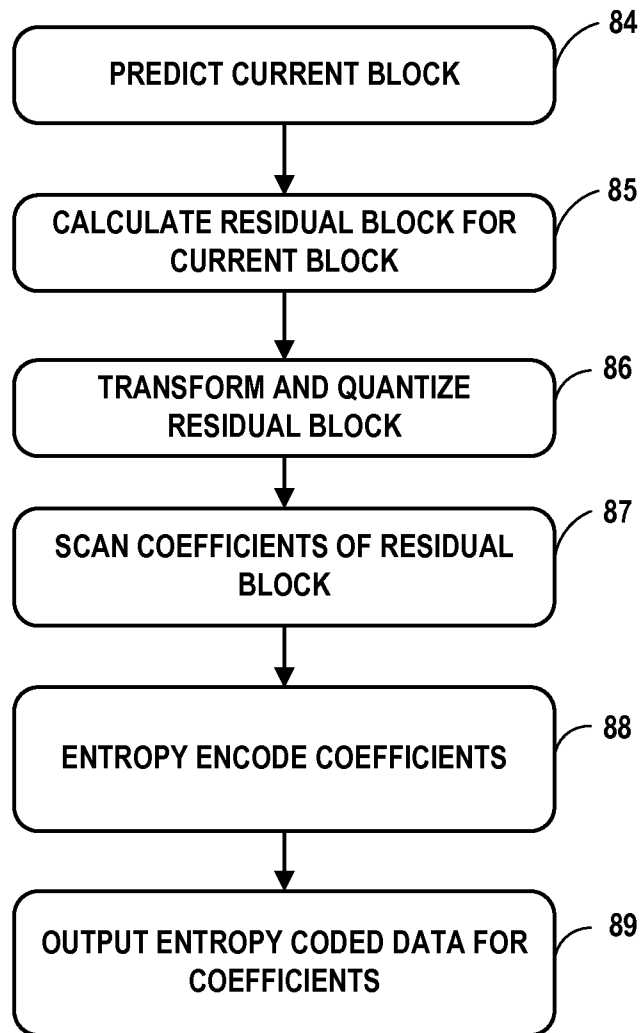 84
PREDICT CURRENT BLOCK
85
CALCULATE RESIDUAL BLOCK FOR
CURRENT BLOCK
86
TRANSFORM AND QUANTIZE
RESIDUAL BLOCK
87
SCAN COEFFICIENTS OF RESIDUAL
BLOCK
88
ENTROPY ENCODE COEFFICIENTS
89
OUTPUT ENTROPY CODED DATA FOR
COEFFICIENTS